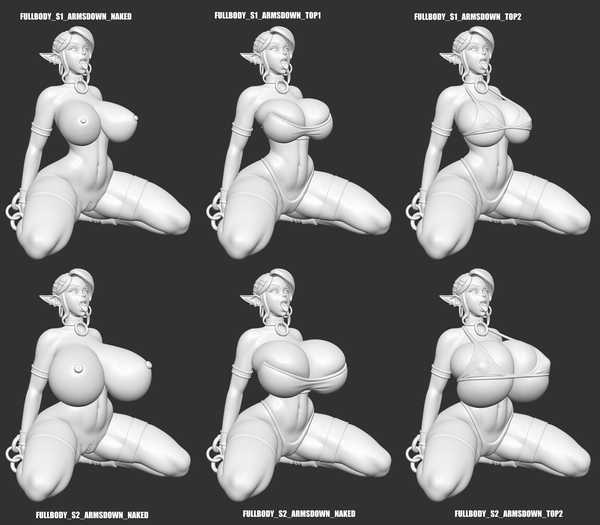 FULLBODY_S1_ARMSDOWN_NAKED
FULLBODY_S1_ARMSDOWN_TOP1
FULLBODY_S1_ARMSDOWN_TOP2
FULLBODY_S2_ARMSDOWN_NAKED
FULLBODY_S2_ARMSDOWN_NAKED
FULLBODY_S2_ARMSDOWN_TOP2